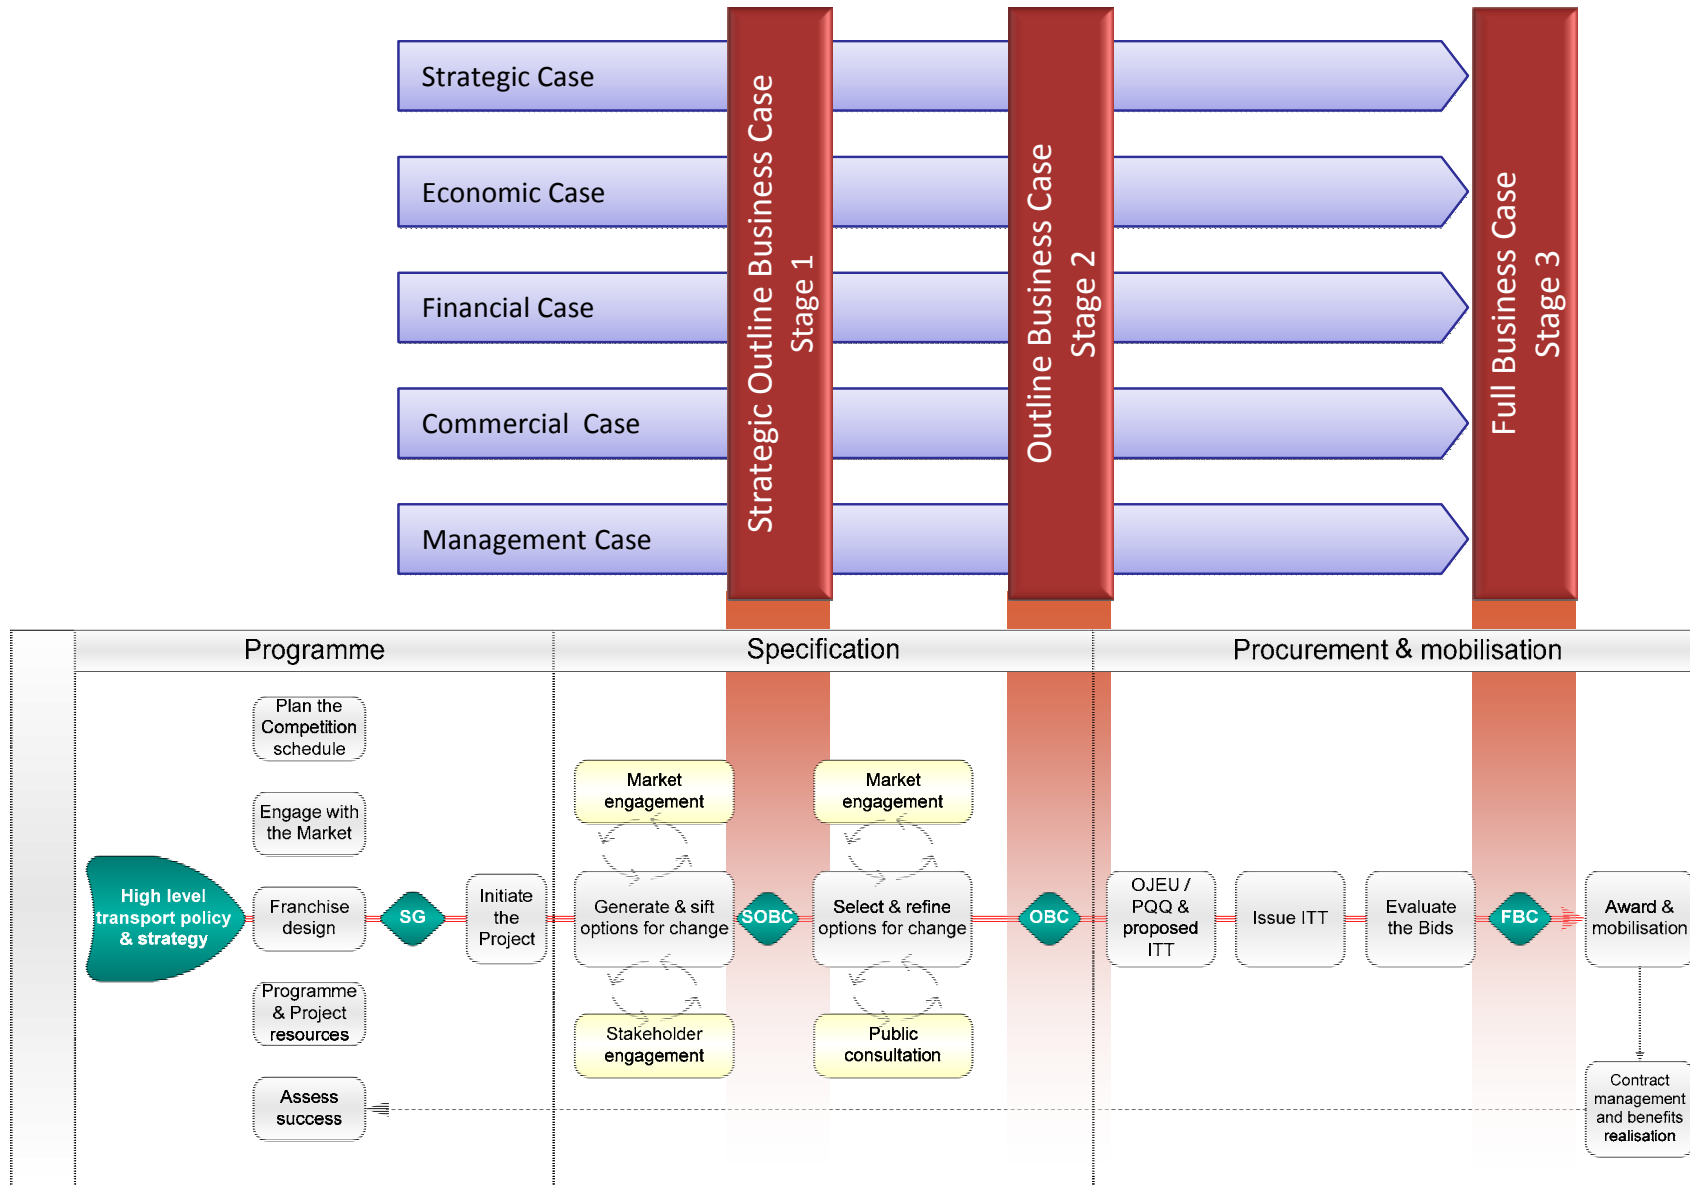 Strategic Case
Economic Case
Financial Case
Commercial  Case
Management Case
Strategic Outline Business Case
Stage 1
Outline Business Case
Stage 2
Full Business Case
Stage 3
Programme
Specification
Procurement & mobilisation
Plan the
Competition
schedule
Engage with
the Market
High level
transport policy
& strategy
Franchise
design
SG
Initiate
the
Project
Programme
& Project
resources
Assess
success
Market
engagement
Generate & sift
options for change
Stakeholder
engagement
SOBC
Market
engagement
Select & refine
options for change
Public
consultation
OBC
OJEU /
PQQ &
proposed
ITT
Issue ITT
Evaluate
the Bids
FBC
Award &
mobilisation
Contract
management
and benefits
realisation